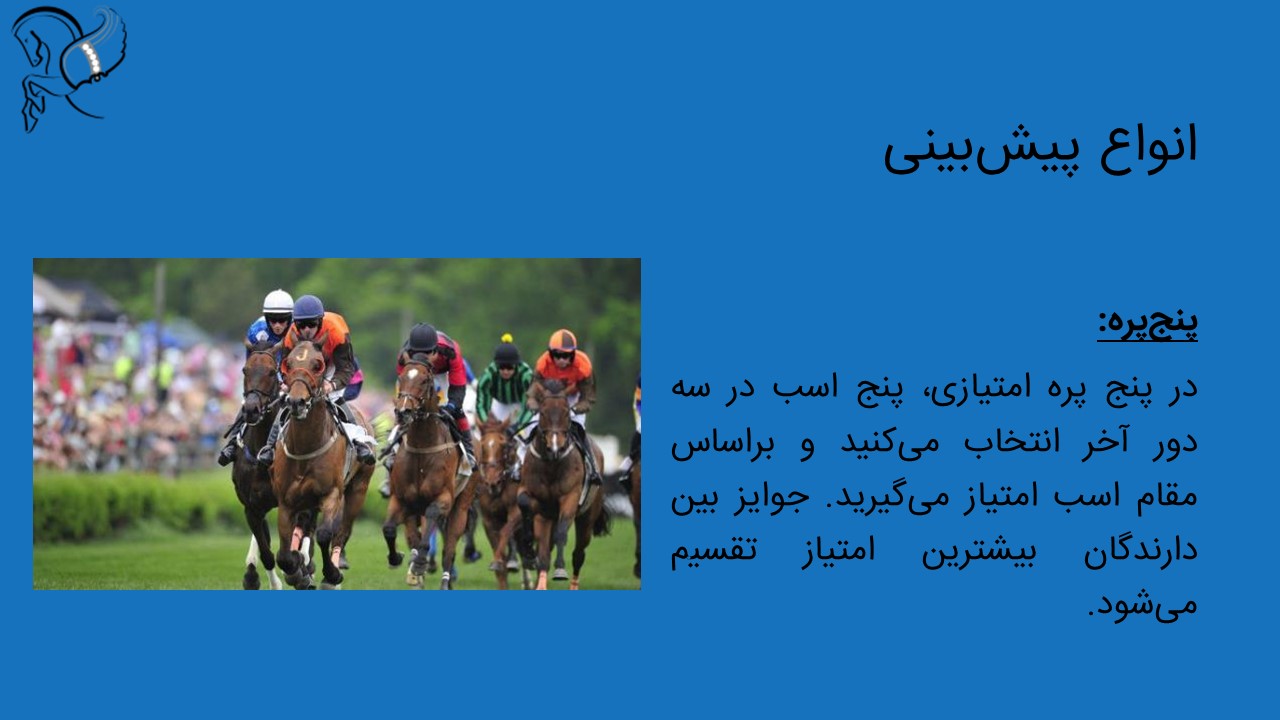 انواع پیش‌بینی
پنج‌پره:
در پنج پره امتیازی، پنج اسب در سه
دور آخر انتخاب می‌کنید و براساس
مقام اسب امتیاز می‌گیرید. جوایز بین
دارندگان بیشترین امتیاز تقسیم
می‌شود.